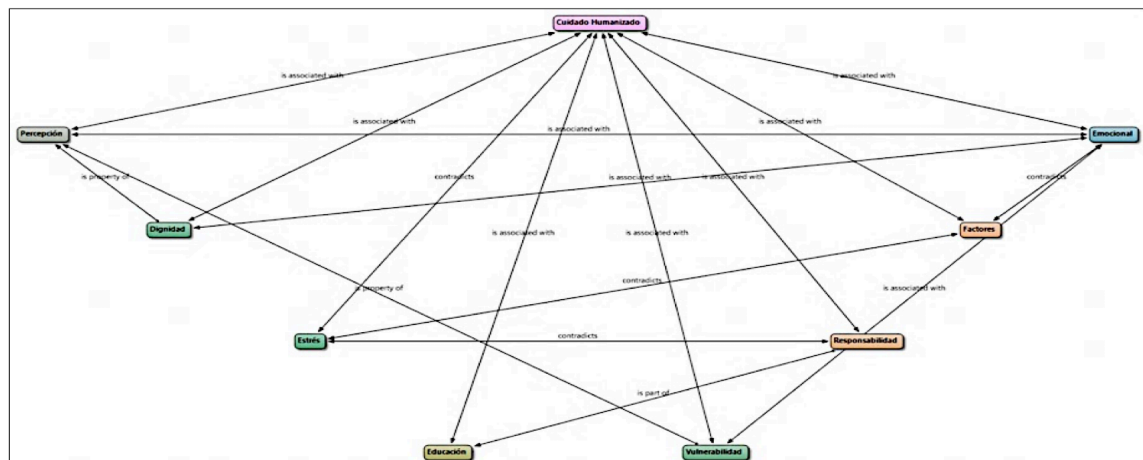 Cuidado Humanizado
is associated with
is associated with
is associated with
is associated with
Percepción
is associated with
Emocional
is property of
contradicts
is associated with
is associated with
contradicts
Dignidad
is associated with
is associated with
Factores
contradicts
is property of
is associated with
Estrés
contradicts
Responsabilidad
is part of
Educación
Vulnerabilidad